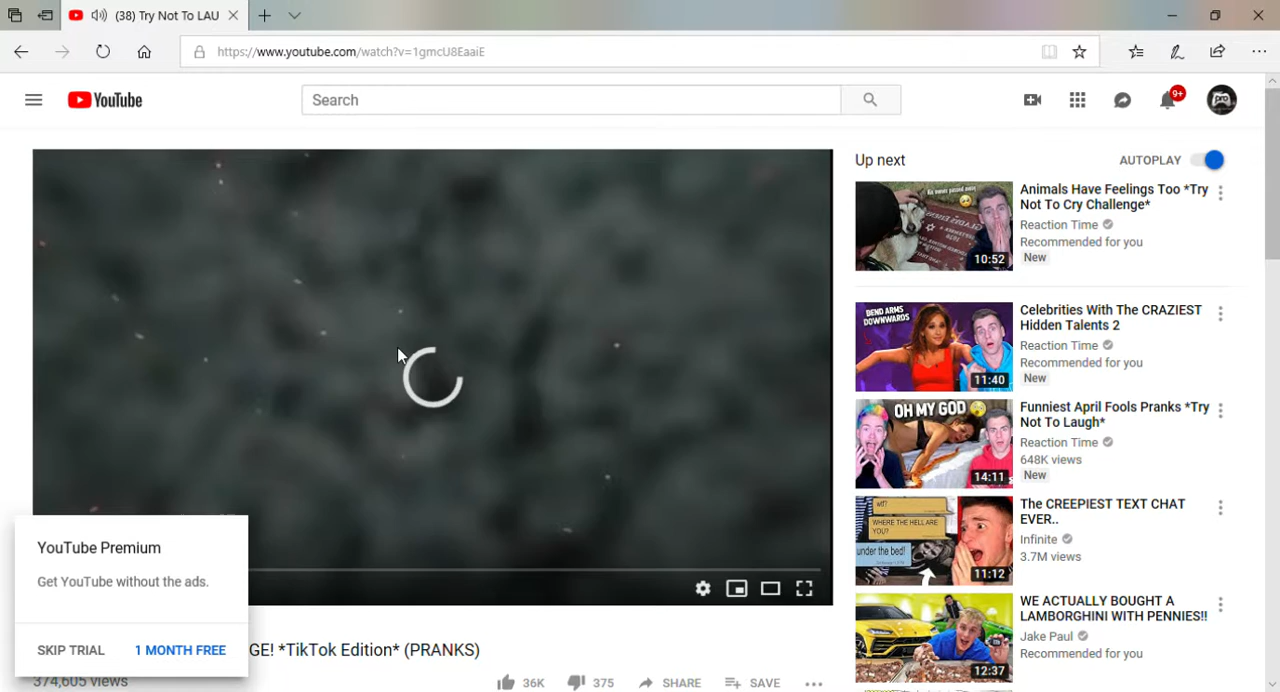 (38) Try Not To LAU
https://www.youtube.com/watch?v=1gmcU8EaaiE
YouTube
Search
9+
Up next
AUTOPLAY
Animals Have Feelings Too *Try
Not To Cry Challenge*
Reaction Time
Recommended for you
New
10:52
BEND ARMS
DOWNWARDS
11:40
Celebrities With The CRAZIEST
Hidden Talents 2
Reaction Time
Recommended for you
New
OH MY GOD
14:11
Funniest April Fools Pranks *Try
Not To Laugh*
Reaction Time
648K views
New
wtf?
WHERE THE HELL ARE
YOU?
under the bed!
11:12
The CREEPIEST TEXT CHAT
EVER..
Infinite
3.7M views
12:37
WE ACTUALLY BOUGHT A
LAMBORGHINI WITH PENNIES!!
Jake Paul
Recommended for you
YouTube Premium
Get YouTube without the ads.
SKIP TRIAL
1 MONTH FREE
GE! *TikTok Edition* (PRANKS)
374,605 views
36K
375
SHARE
SAVE